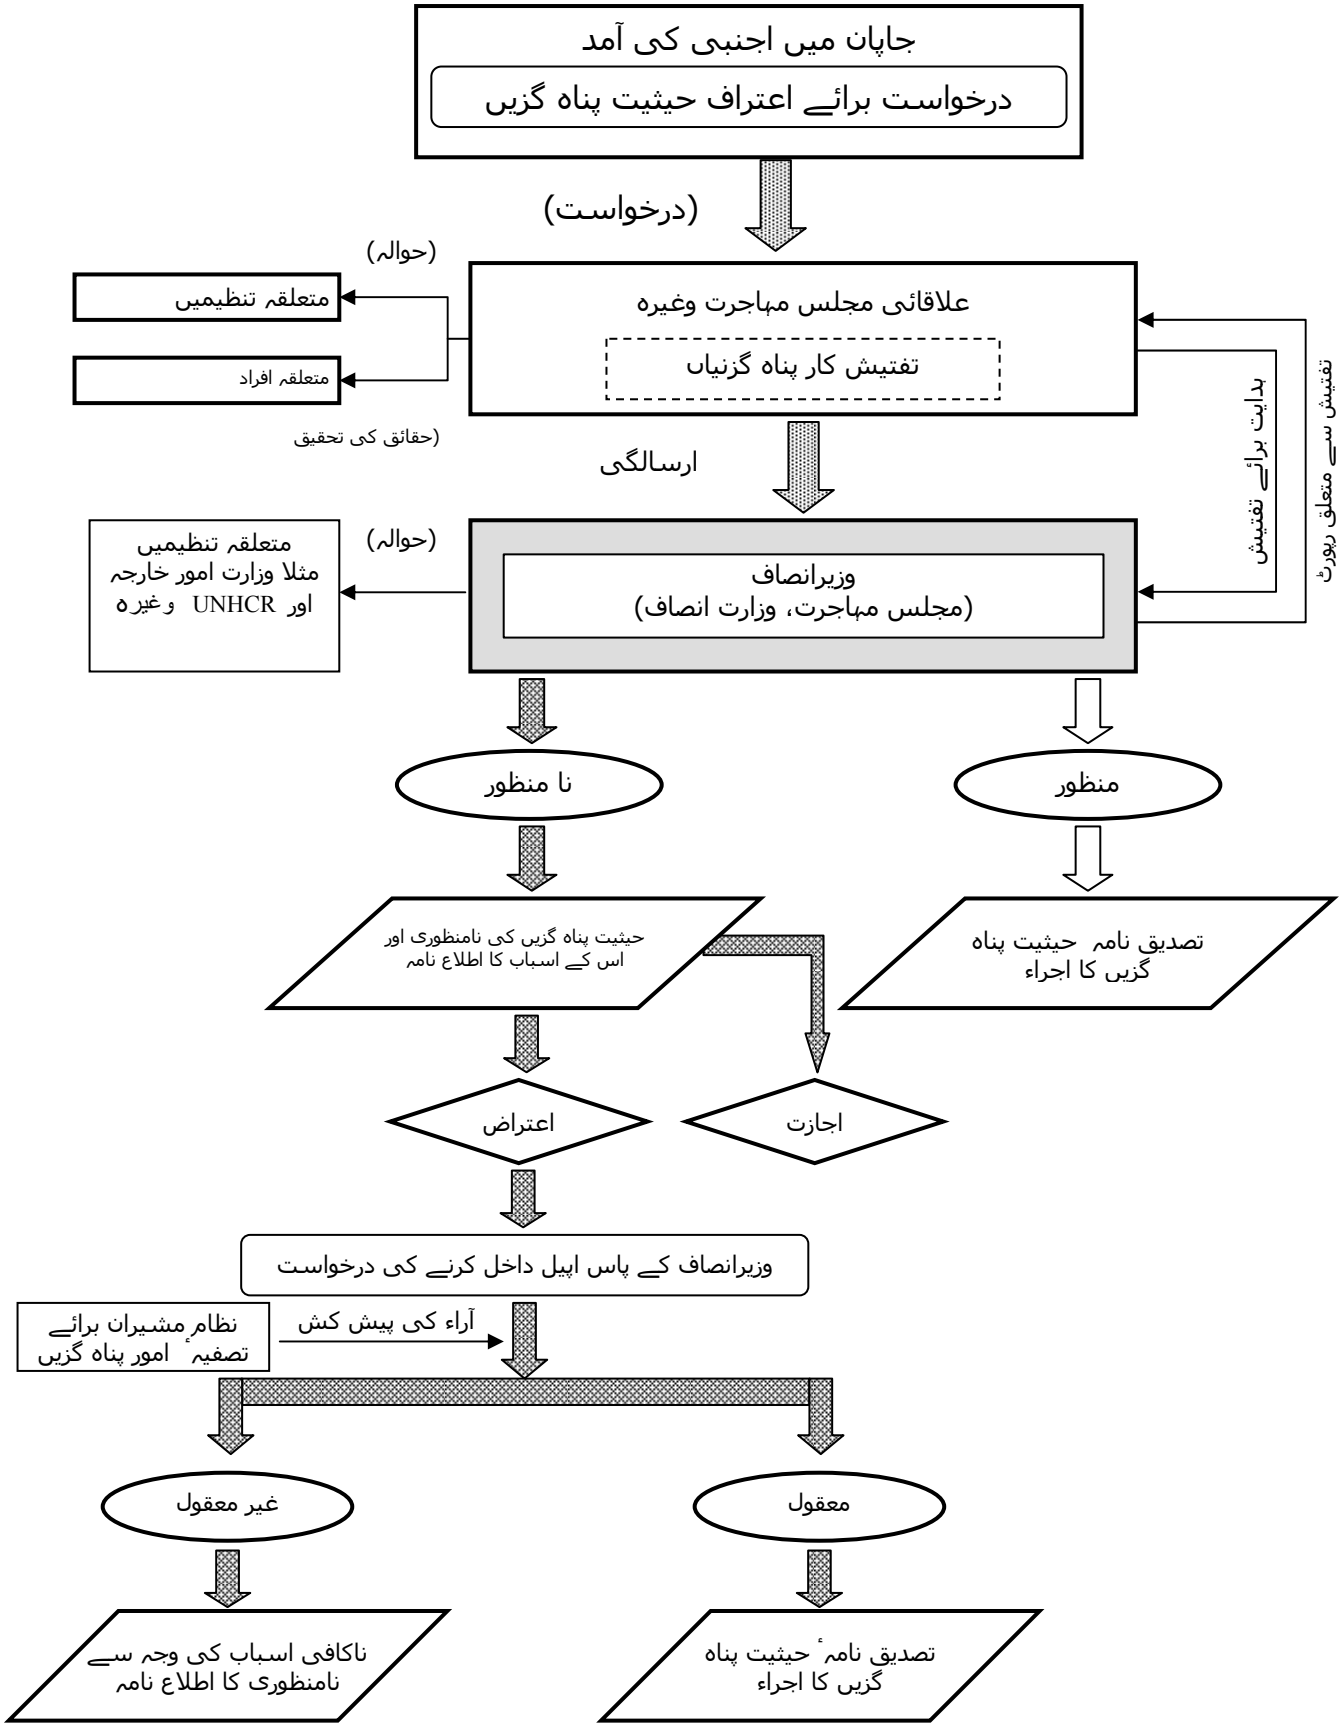 جاپان میں اجنبی کی آمد
درخواست برائے اعتراف حیثیت پناہ گزیں
(درخواست)
(حوالہ)
متعلقہ تنظیمیں
علاقائی مجلس مہاجرت وغیرہ
تفتیش کار پناہ گزنیاں
متعلقہ افراد
(حقائق کی تحقیق
ارسالگی
ہدایت برائے تفتیش
تفتیش سے متعلق رپورٹ
(حوالہ)
متعلقہ تنظیمیں
مثلا وزارت امور خارجہ
اور UNHCR وغیرہ
وزیرانصاف
(مجلس مہاجرت، وزارت انصاف)
منظور
نا منظور
تصدیق نامہ حیثیت پناہ
گزیں کا اجراء
حیثیت پناہ گزیں کی نامنظوری اور
اس کے اسباب کا اطلاع نامہ
اجازت
اعتراض
وزیرانصاف کے پاس اپیل داخل کرنے کی درخواست
آراء کی پیش کش
نظام مشیران برائے
تصفیہٴ امور پناہ گزیں
معقول
غیر معقول
تصدیق نامہٴ حیثیت پناہ
گزیں کا اجراء
ناکافی اسباب کی وجہ سے
نامنظوری کا اطلاع نامہ